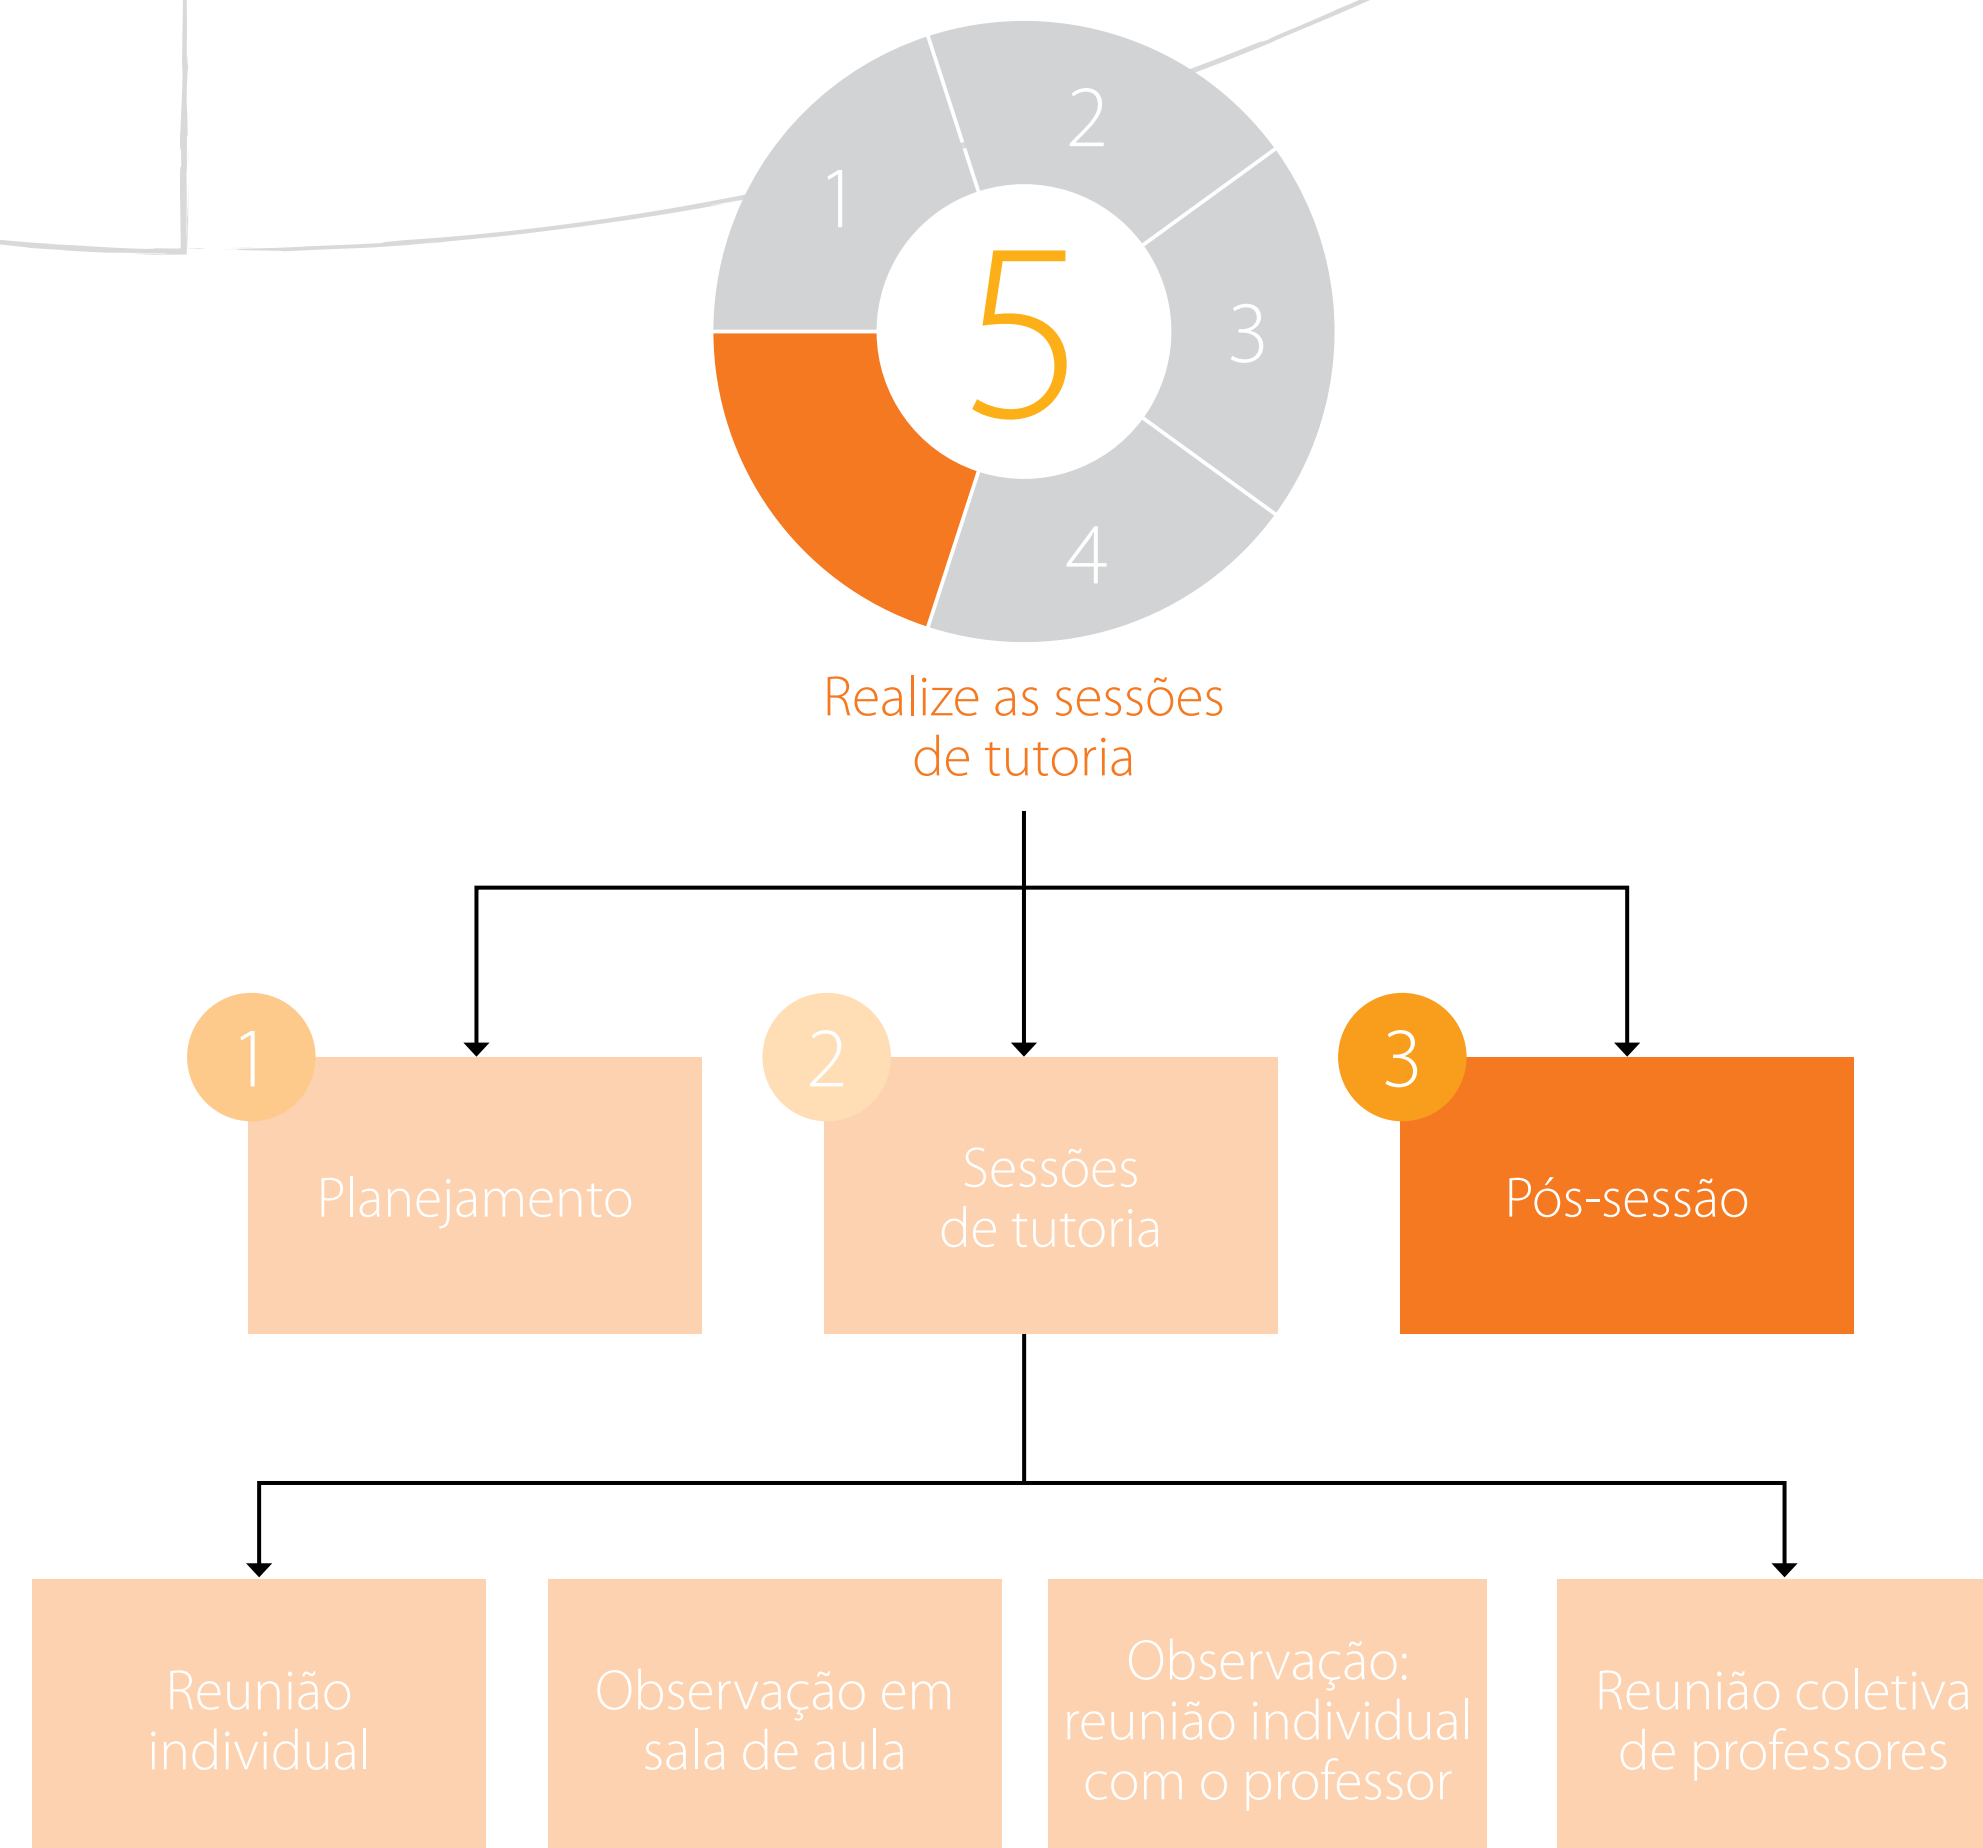 2
1
3
5
4
Realize as sessões
de tutoria
1
2
3
Planejamento
Sessões
de tutoria
Pós-sessão
Reunião
individual
Observação em
sala de aula
Observação:
reunião individual
com o professor
Reunião coletiva
de professores